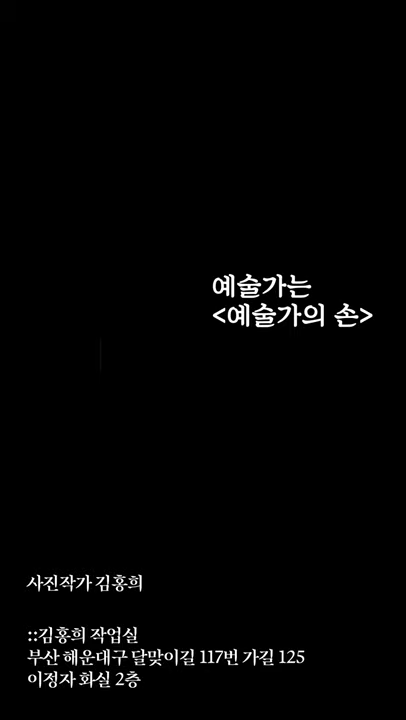 예술가는
<예술가의 손>
사진작가 김홍희
::김홍희 작업실
부산 해운대구 달맞이길 117번 가길 125
이정자 화실 2층